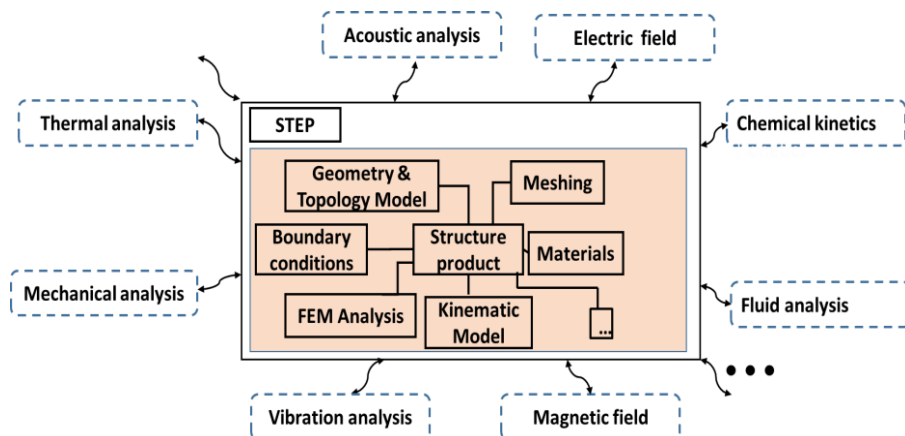 Acoustic analysis
Electric field
Thermal analysis
STEP
Chemical kinetics
Geometry &
Topology Model
Meshing
Boundary
conditions
Structure
product
Materials
Mechanical analysis
FEM Analysis
Kinematic
Model
...
Fluid analysis
Vibration analysis
Magnetic field